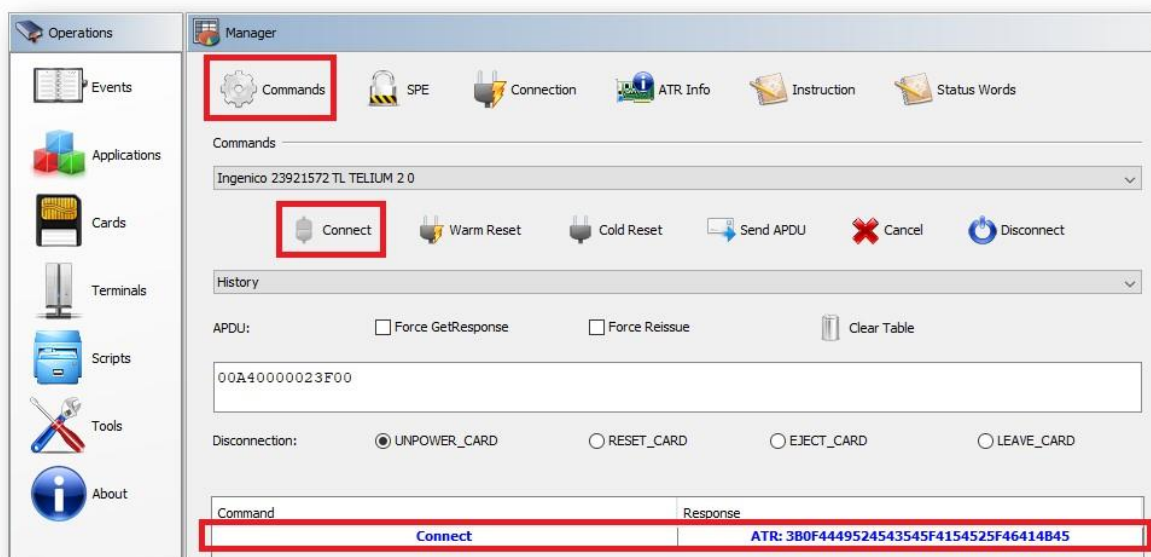 Operations
Manager
Events
Applications
Cards
Terminals
Scripts
Tools
About
Commands SPE Connection ATR Info Instruction Status Words
Commands
Ingenico 23921572 TL TELIUM 2 0
Connect Warm Reset Cold Reset Send APDU Cancel Disconnect
History
APDU: Force GetResponse Force Reissue Clear Table
00A40000023F00
Disconnection: UNPOWER_CARD RESET_CARD EJECT_CARD LEAVE_CARD
Command Response
Connect ATR: 3B0F4449524543545F4154525F46414B45